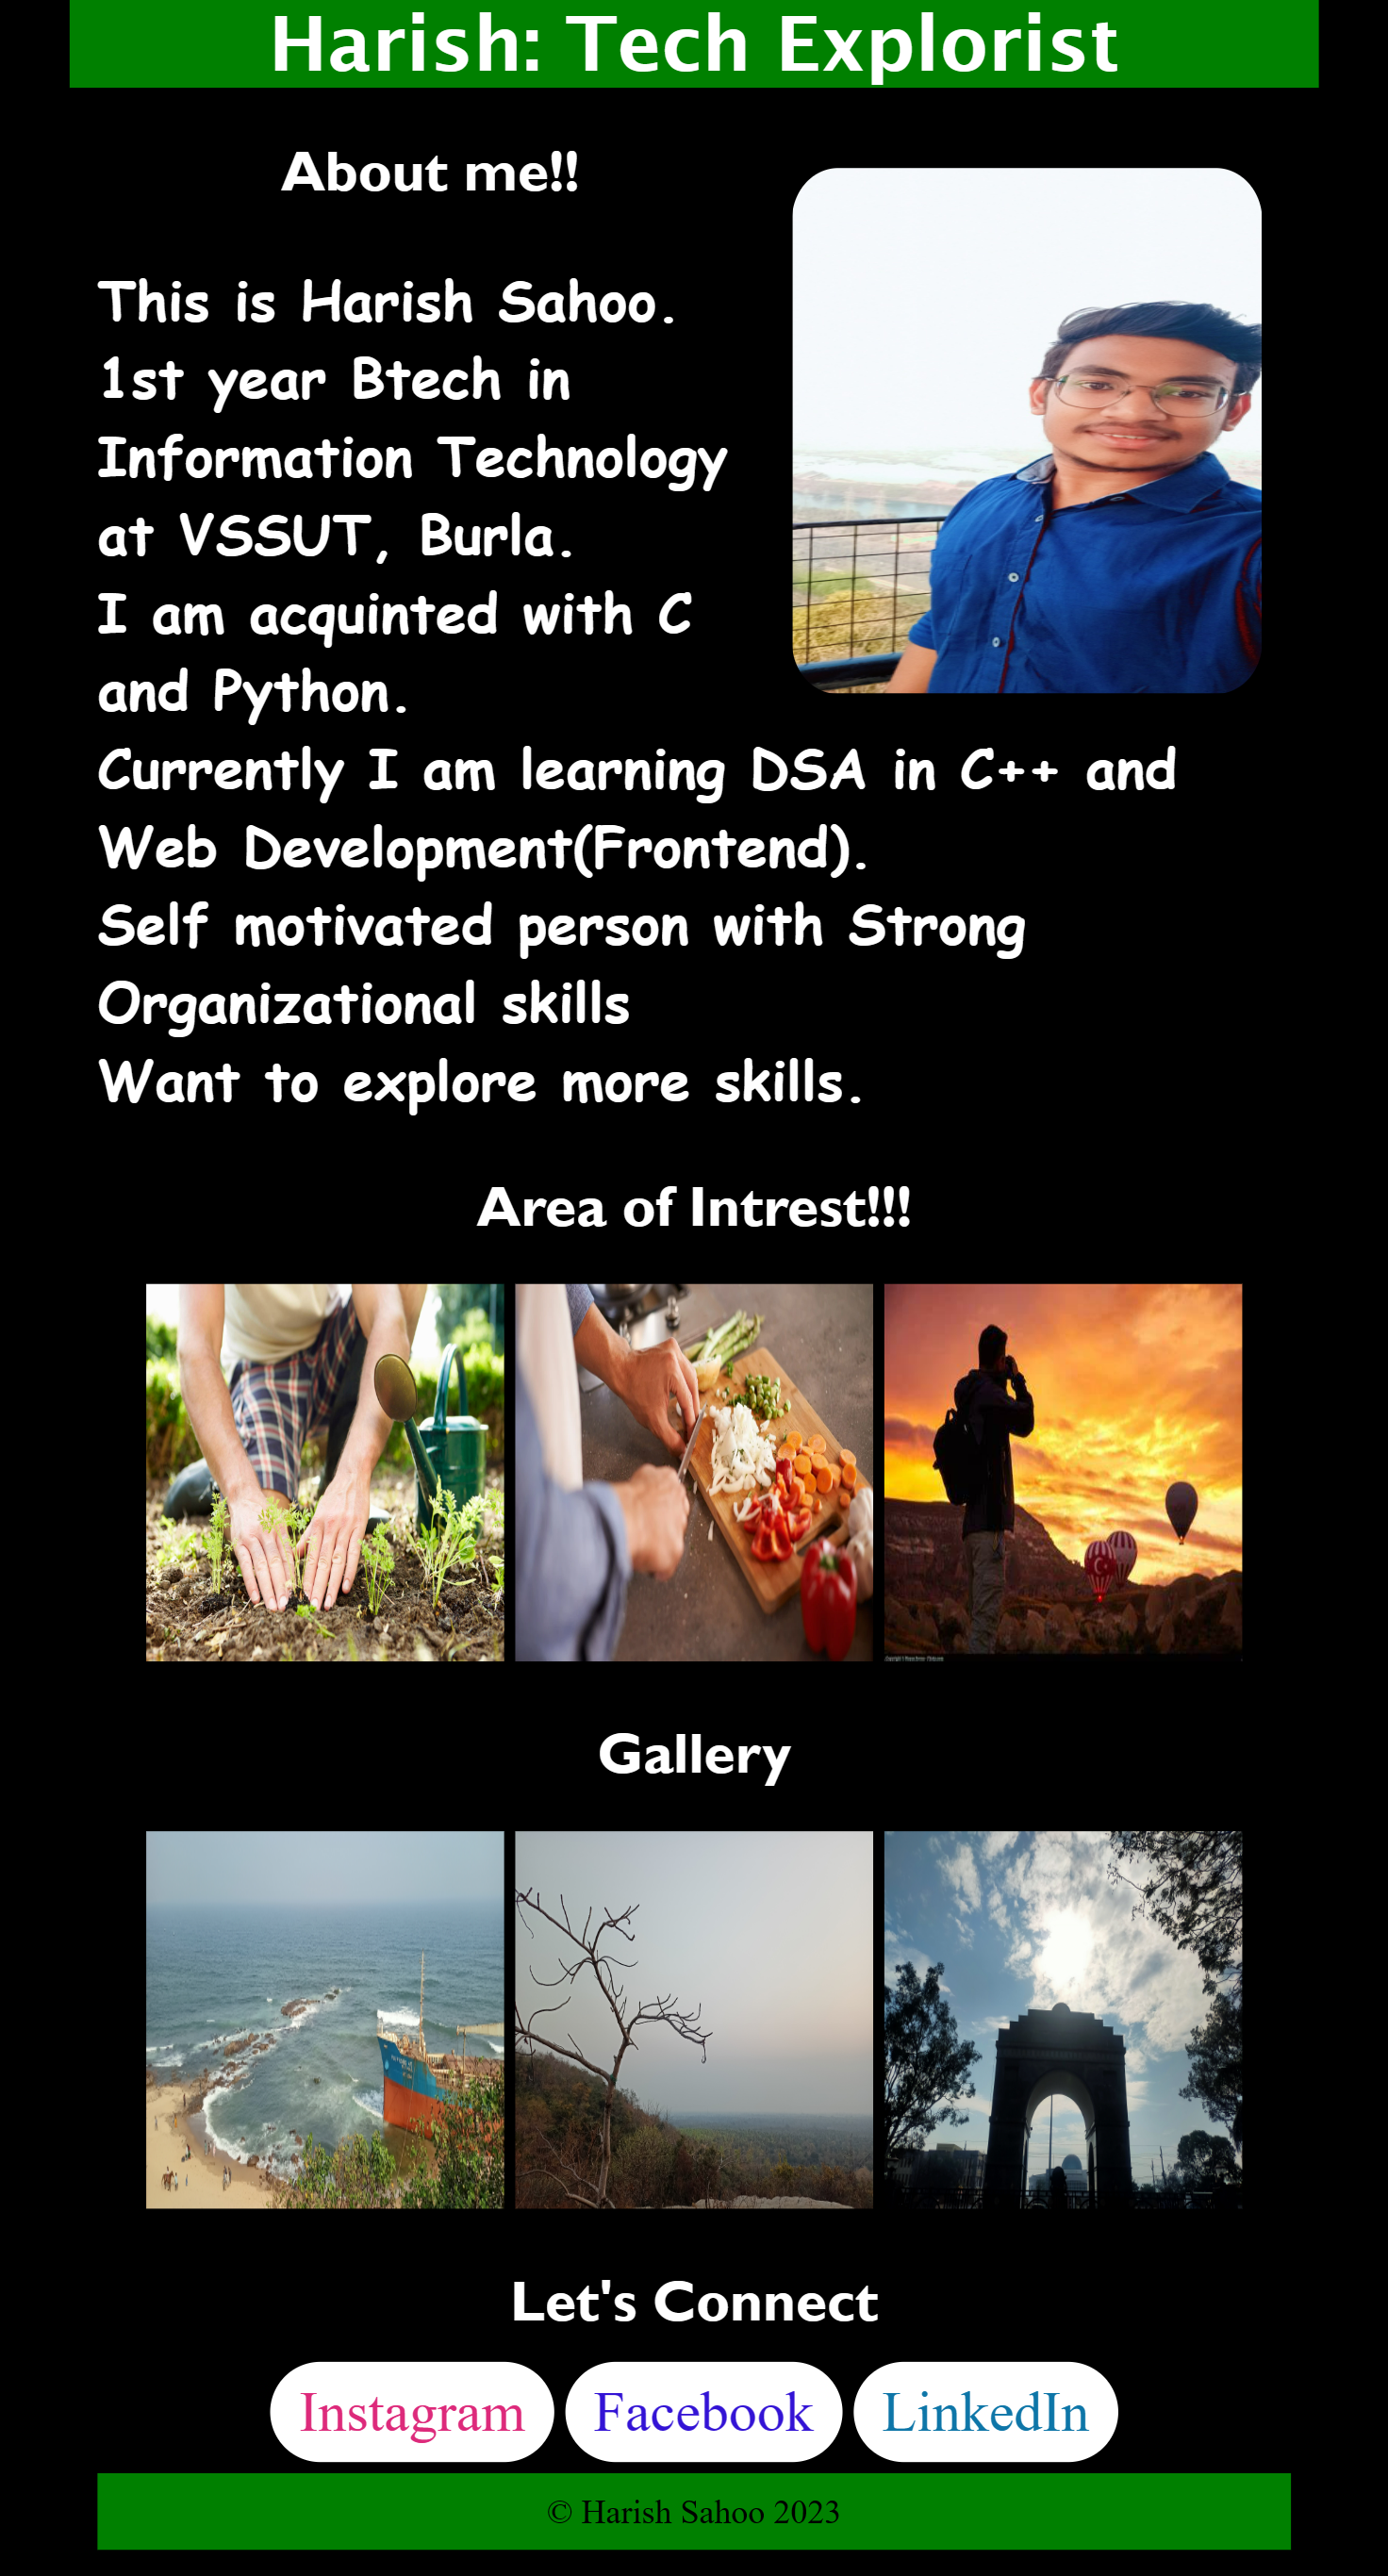 Harish: Tech Explorist
About me!!
This is Harish Sahoo.
1st year Btech in
Information Technology
at VSSUT, Burla.
I am acquinted with C
and Python.
Currently I am learning DSA in C++ and
Web Development(Frontend).
Self motivated person with Strong
Organizational skills
Want to explore more skills.
Area of Intrest!!!
Gallery
Let's Connect
Instagram Facebook LinkedIn
© Harish Sahoo 2023